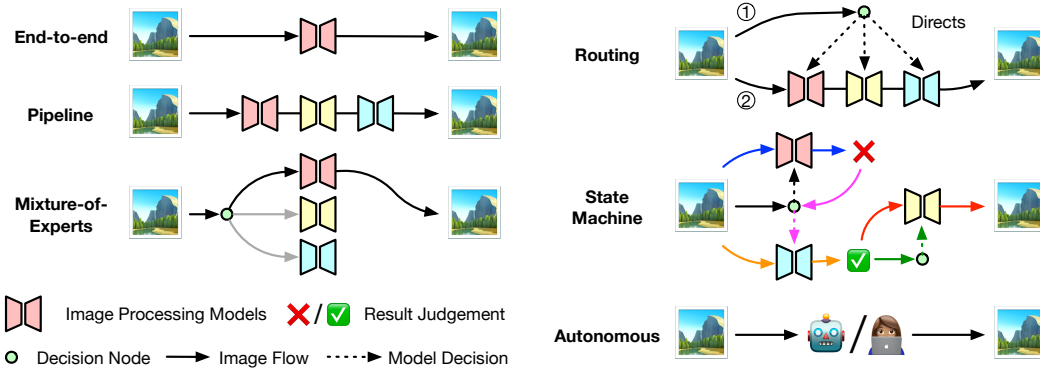 End-to-end
Pipeline
Mixture-of-
Experts
Image Processing Models
/
Result Judgement
Decision Node
Image Flow
Model Decision
Routing
①
Directs
②
State
Machine
Autonomous
/